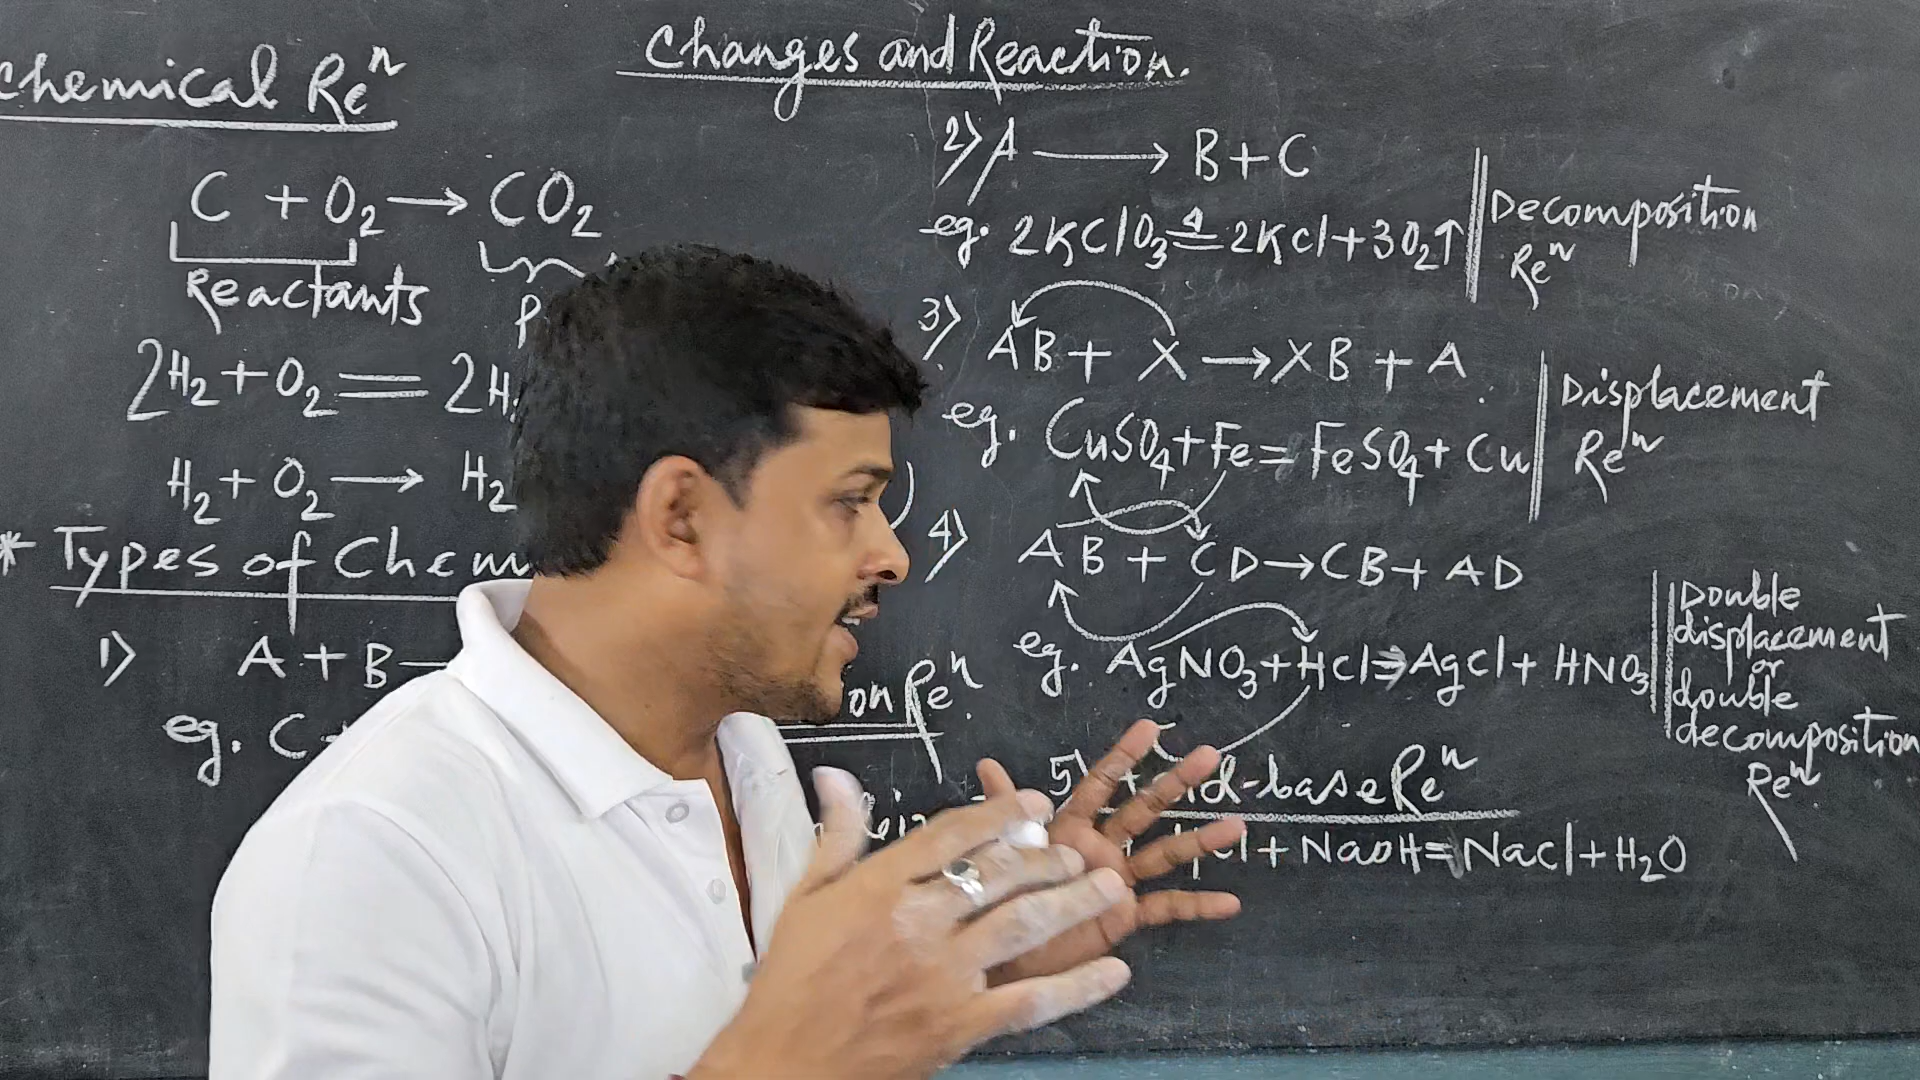 Changes and Reaction.
Chemical Reⁿ
C + O₂ → CO₂
Reactants
2H₂ + O₂ = 2H
H₂ + O₂ → H₂
* Types of Chem
1) A + B
eg. C
on Reⁿ
2) A → B + C
eg. 2KClO₃ ≜ 2KCl + 3O₂↑
Decomposition
Reⁿ
3) AB + X → XB + A
eg. CuSO₄ + Fe = FeSO₄ + Cu
Displacement
Reⁿ
4) AB + CD → CB + AD
eg. AgNO₃ + HCl ⇒ AgCl + HNO₃
Double
displacement
or
double
decomposition
Reⁿ
5) id-base Reⁿ
+ NaOH = NaCl + H₂O